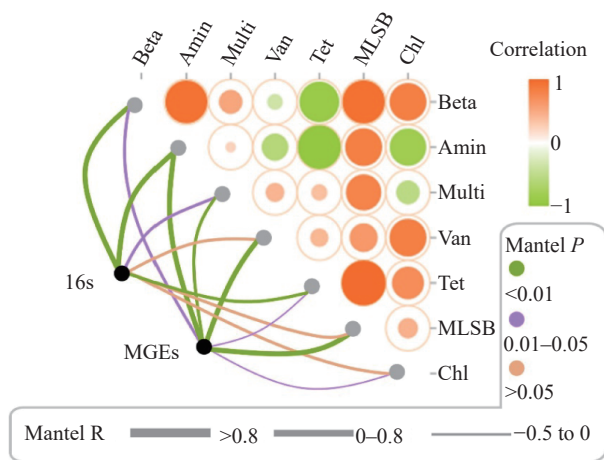 Beta Amin Multi Van Tet MLSB Chl
Correlation
1
0
−1
Beta
Amin
Multi
Van
Tet
MLSB
Chl
16s
MGEs
Mantel P
<0.01
0.01–0.05
>0.05
Mantel R >0.8 0–0.8 −0.5 to 0